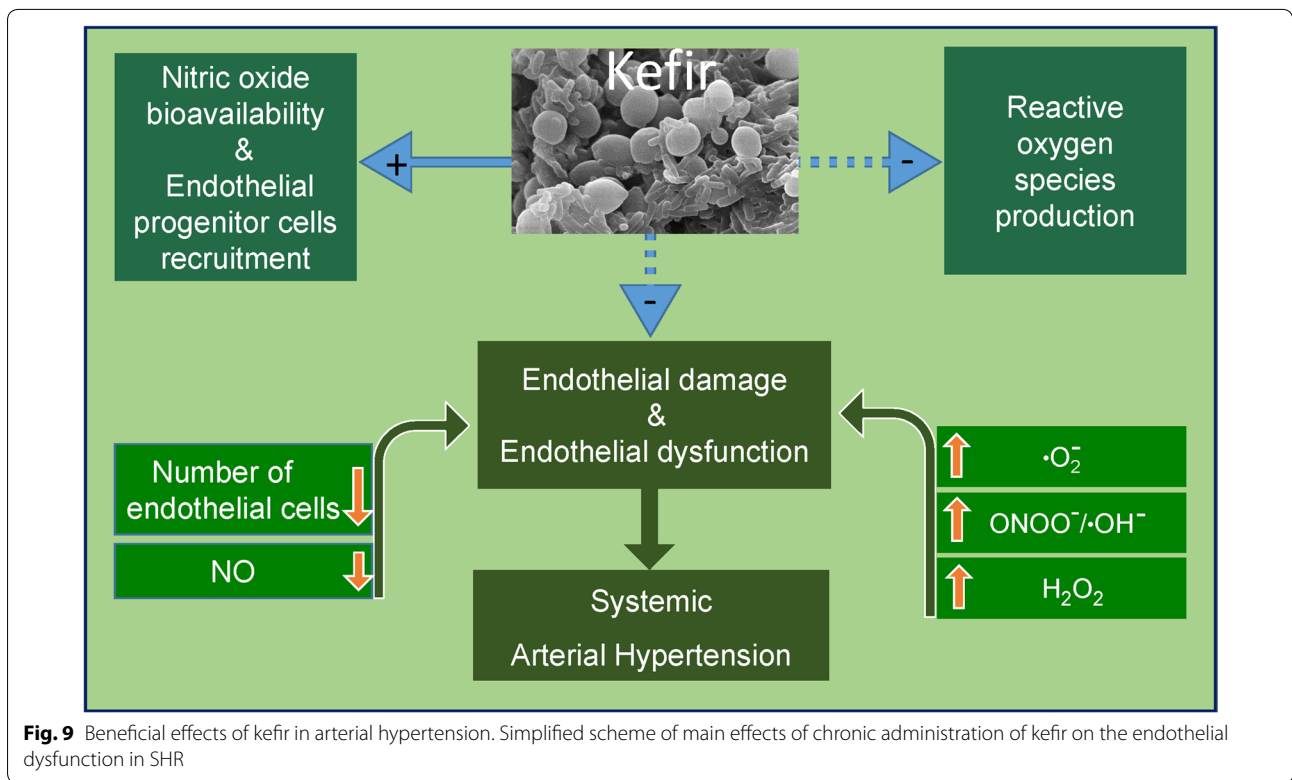 Kefir
Nitric oxide
bioavailability
&
Endothelial
progenitor cells
recruitment
+
-
Reactive
oxygen
species
production
-
Endothelial damage
&
Endothelial dysfunction
Number of
endothelial cells
NO
•O₂⁻
ONOO⁻/•OH⁻
H₂O₂
Systemic
Arterial Hypertension
Fig. 9 Beneficial effects of kefir in arterial hypertension. Simplified scheme of main effects of chronic administration of kefir on the endothelial
dysfunction in SHR